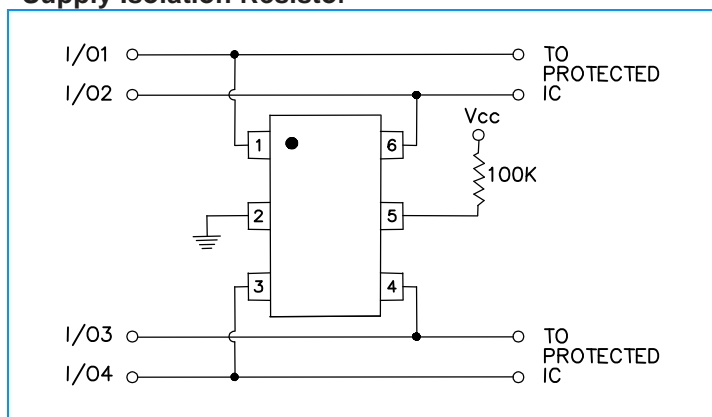 Supply Isolation Resistor
I/O1
TO
PROTECTED
I/O2
IC
Vcc
1
6
100K
2
5
3
4
I/O3
TO
PROTECTED
I/O4
IC